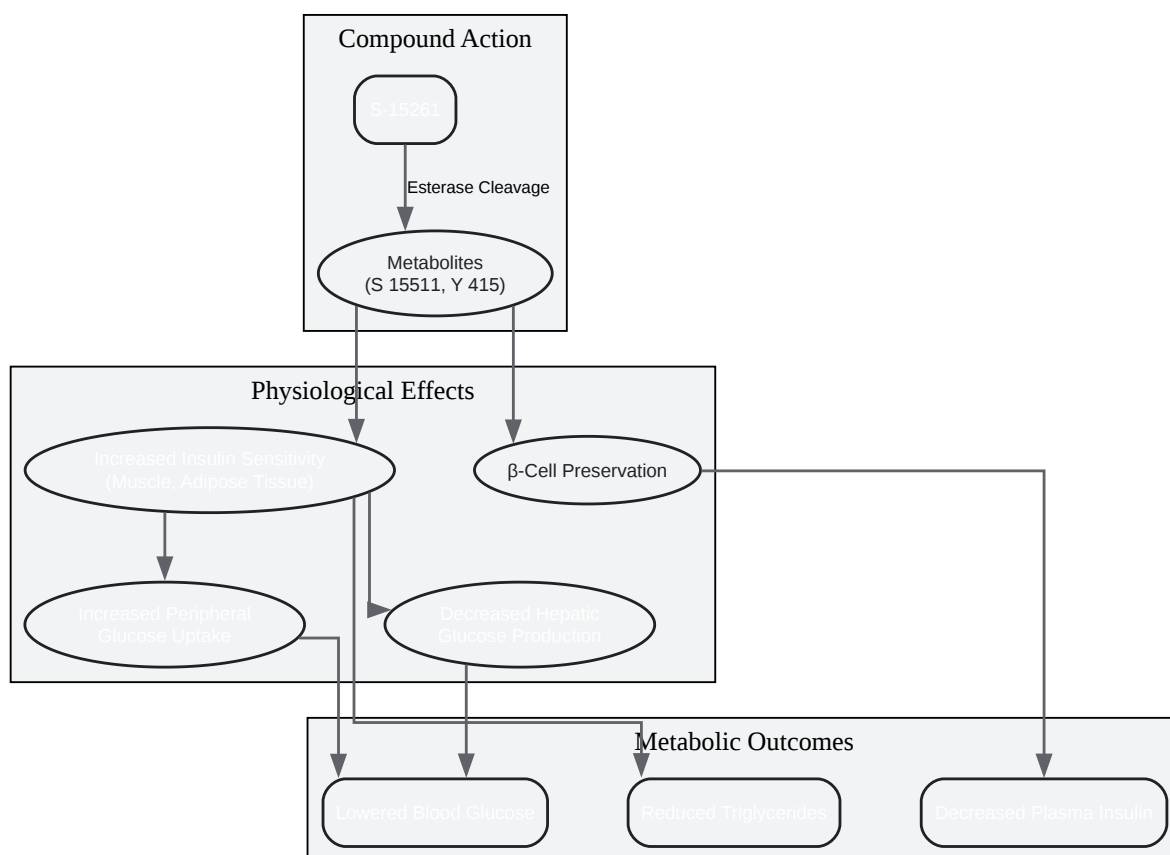 Compound Action
S-15261
Esterase Cleavage
Metabolites
(S 15511, Y 415)
Physiological Effects
Increased Insulin Sensitivity
(Muscle, Adipose Tissue)
β-Cell Preservation
Increased Peripheral
Glucose Uptake
Decreased Hepatic
Glucose Production
Metabolic Outcomes
Lowered Blood Glucose
Reduced Triglycerides
Decreased Plasma Insulin